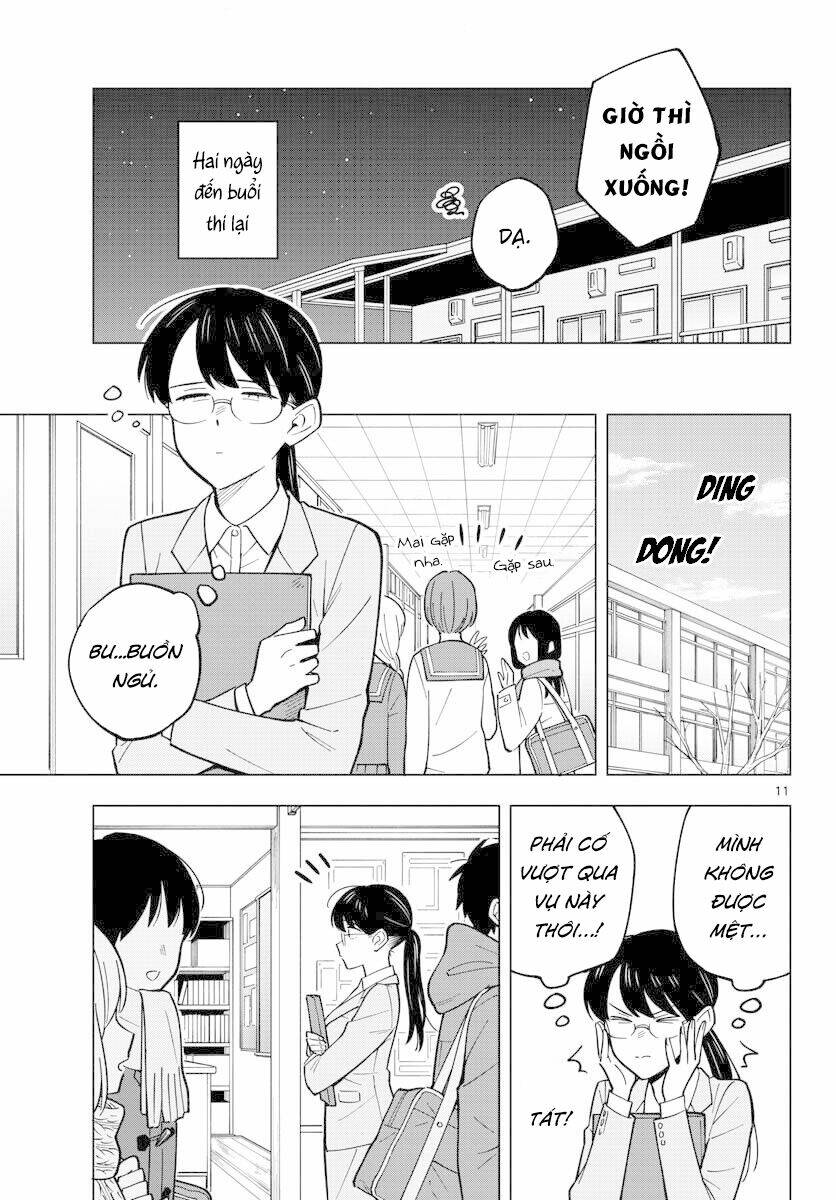 GIỜ THÌ
NGỒI
XUỐNG!
DẠ.
Hai ngày
đến buổi
thi lại
DING
DONG!
Mai Gặp
nha.
Gặp sau.
BU...BUỒN
NGỦ.
11
MÌNH
KHÔNG
ĐƯỢC
MỆT...
PHẢI CỐ
VƯỢT QUA
VỤ NÀY
THÔI...!
TÁT!